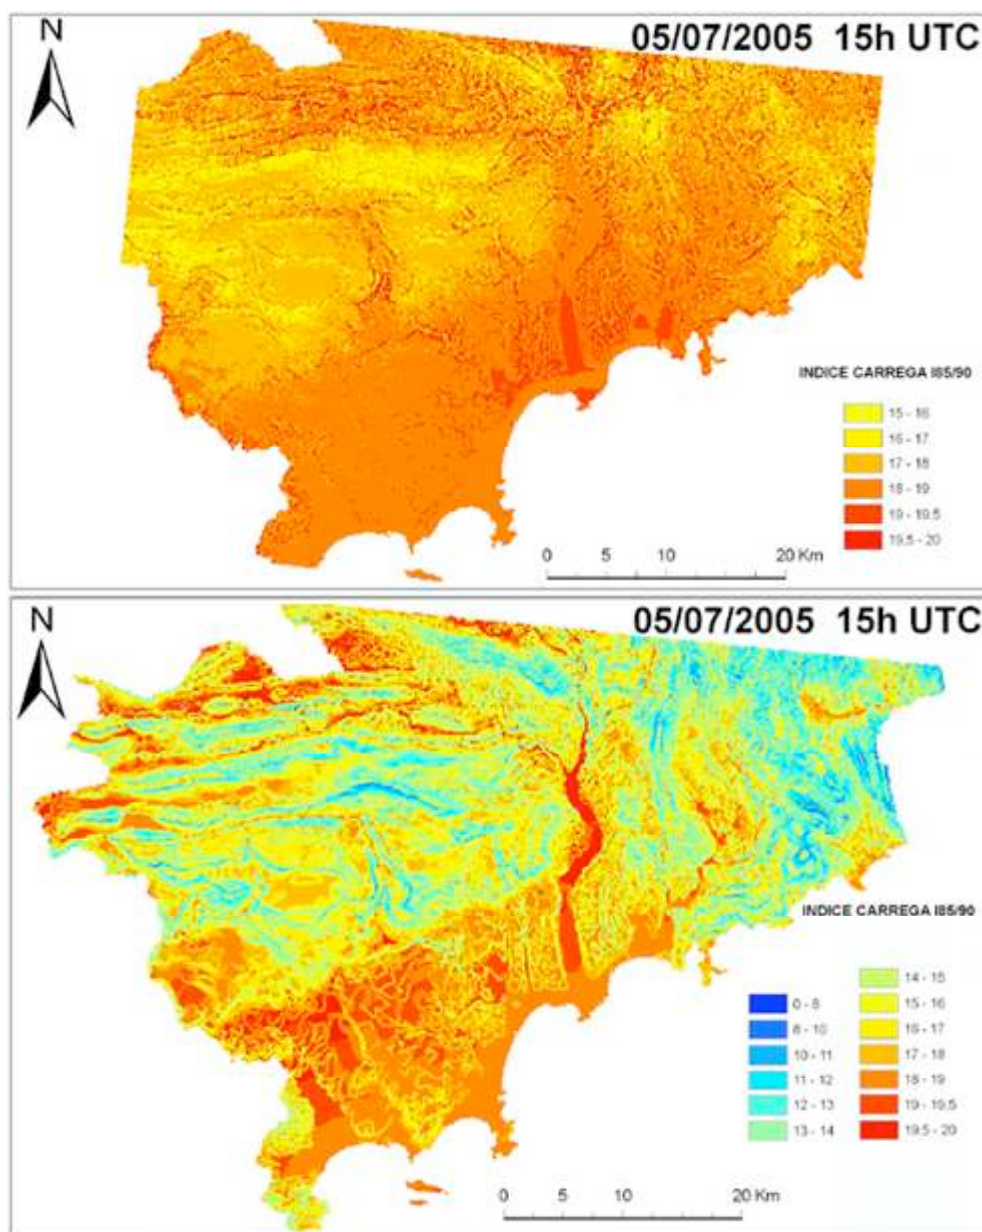 N
05/07/2005 15h UTC
INDICE CARREGA I85/90
15 - 16
16 - 17
17 - 18
18 - 19
19 - 19.5
19.5 - 20
0 5 10 20 Km
N
05/07/2005 15h UTC
INDICE CARREGA I85/90
0 - 8
8 - 10
10 - 11
11 - 12
12 - 13
13 - 14
14 - 15
15 - 16
16 - 17
17 - 18
18 - 19
19 - 19.5
19.5 - 20
0 5 10 20 Km